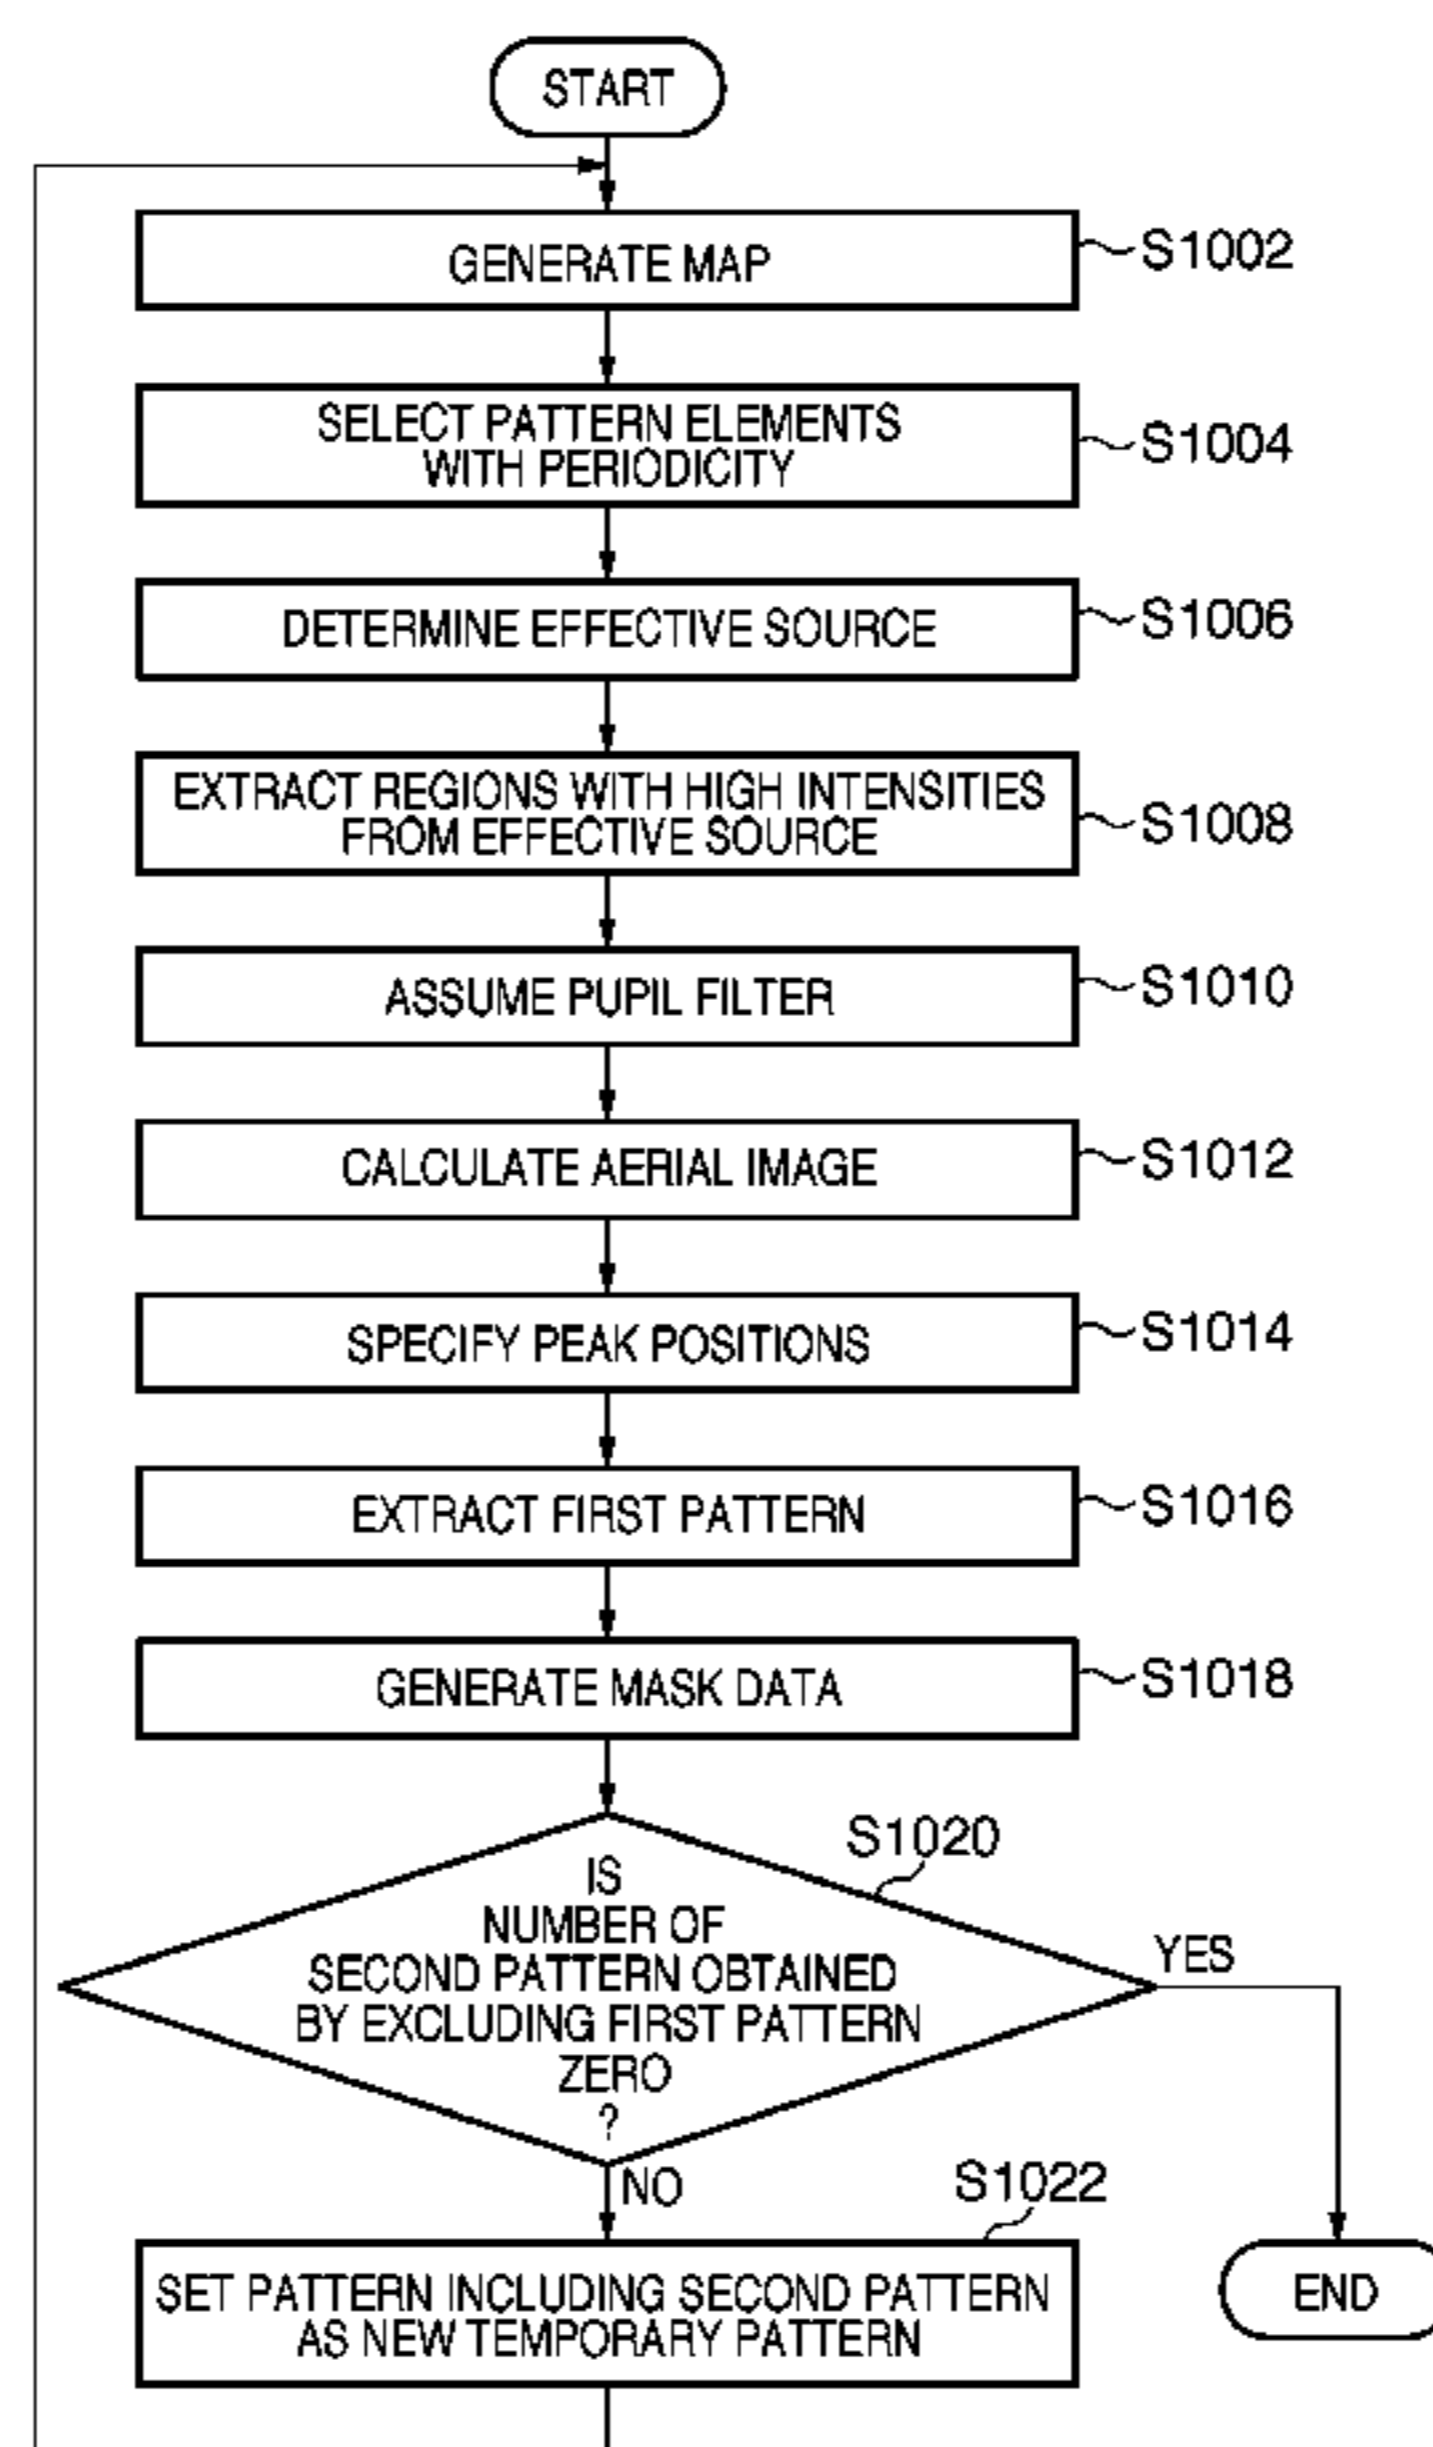 START
GENERATE MAP
S1002
SELECT PATTERN ELEMENTS
WITH PERIODICITY
S1004
DETERMINE EFFECTIVE SOURCE
S1006
EXTRACT REGIONS WITH HIGH INTENSITIES
FROM EFFECTIVE SOURCE
S1008
ASSUME PUPIL FILTER
S1010
CALCULATE AERIAL IMAGE
S1012
SPECIFY PEAK POSITIONS
S1014
EXTRACT FIRST PATTERN
S1016
GENERATE MASK DATA
S1018
S1020
IS
NUMBER OF
SECOND PATTERN OBTAINED
BY EXCLUDING FIRST PATTERN
ZERO
?
YES
NO
S1022
SET PATTERN INCLUDING SECOND PATTERN
AS NEW TEMPORARY PATTERN
END